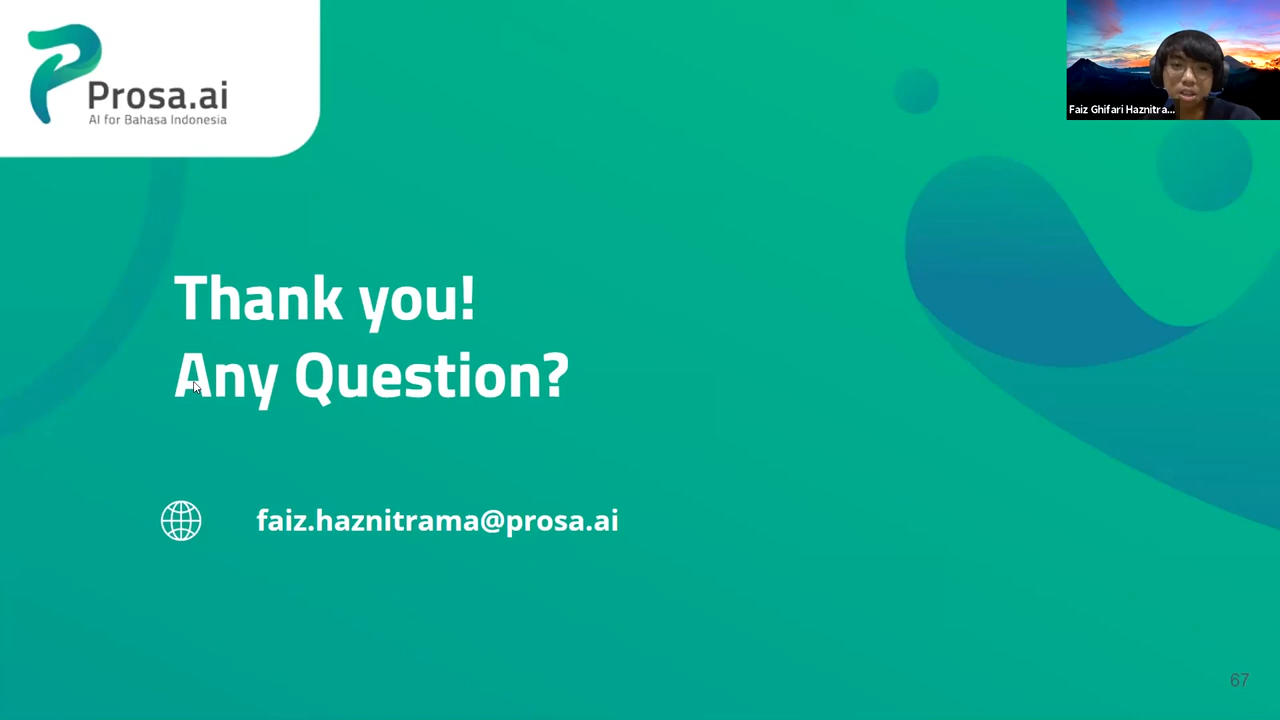 Prosa.ai
AI for Bahasa Indonesia
Faiz Ghifari Haznitra...
Thank you!
Any Question?
faiz.haznitrama@prosa.ai
67